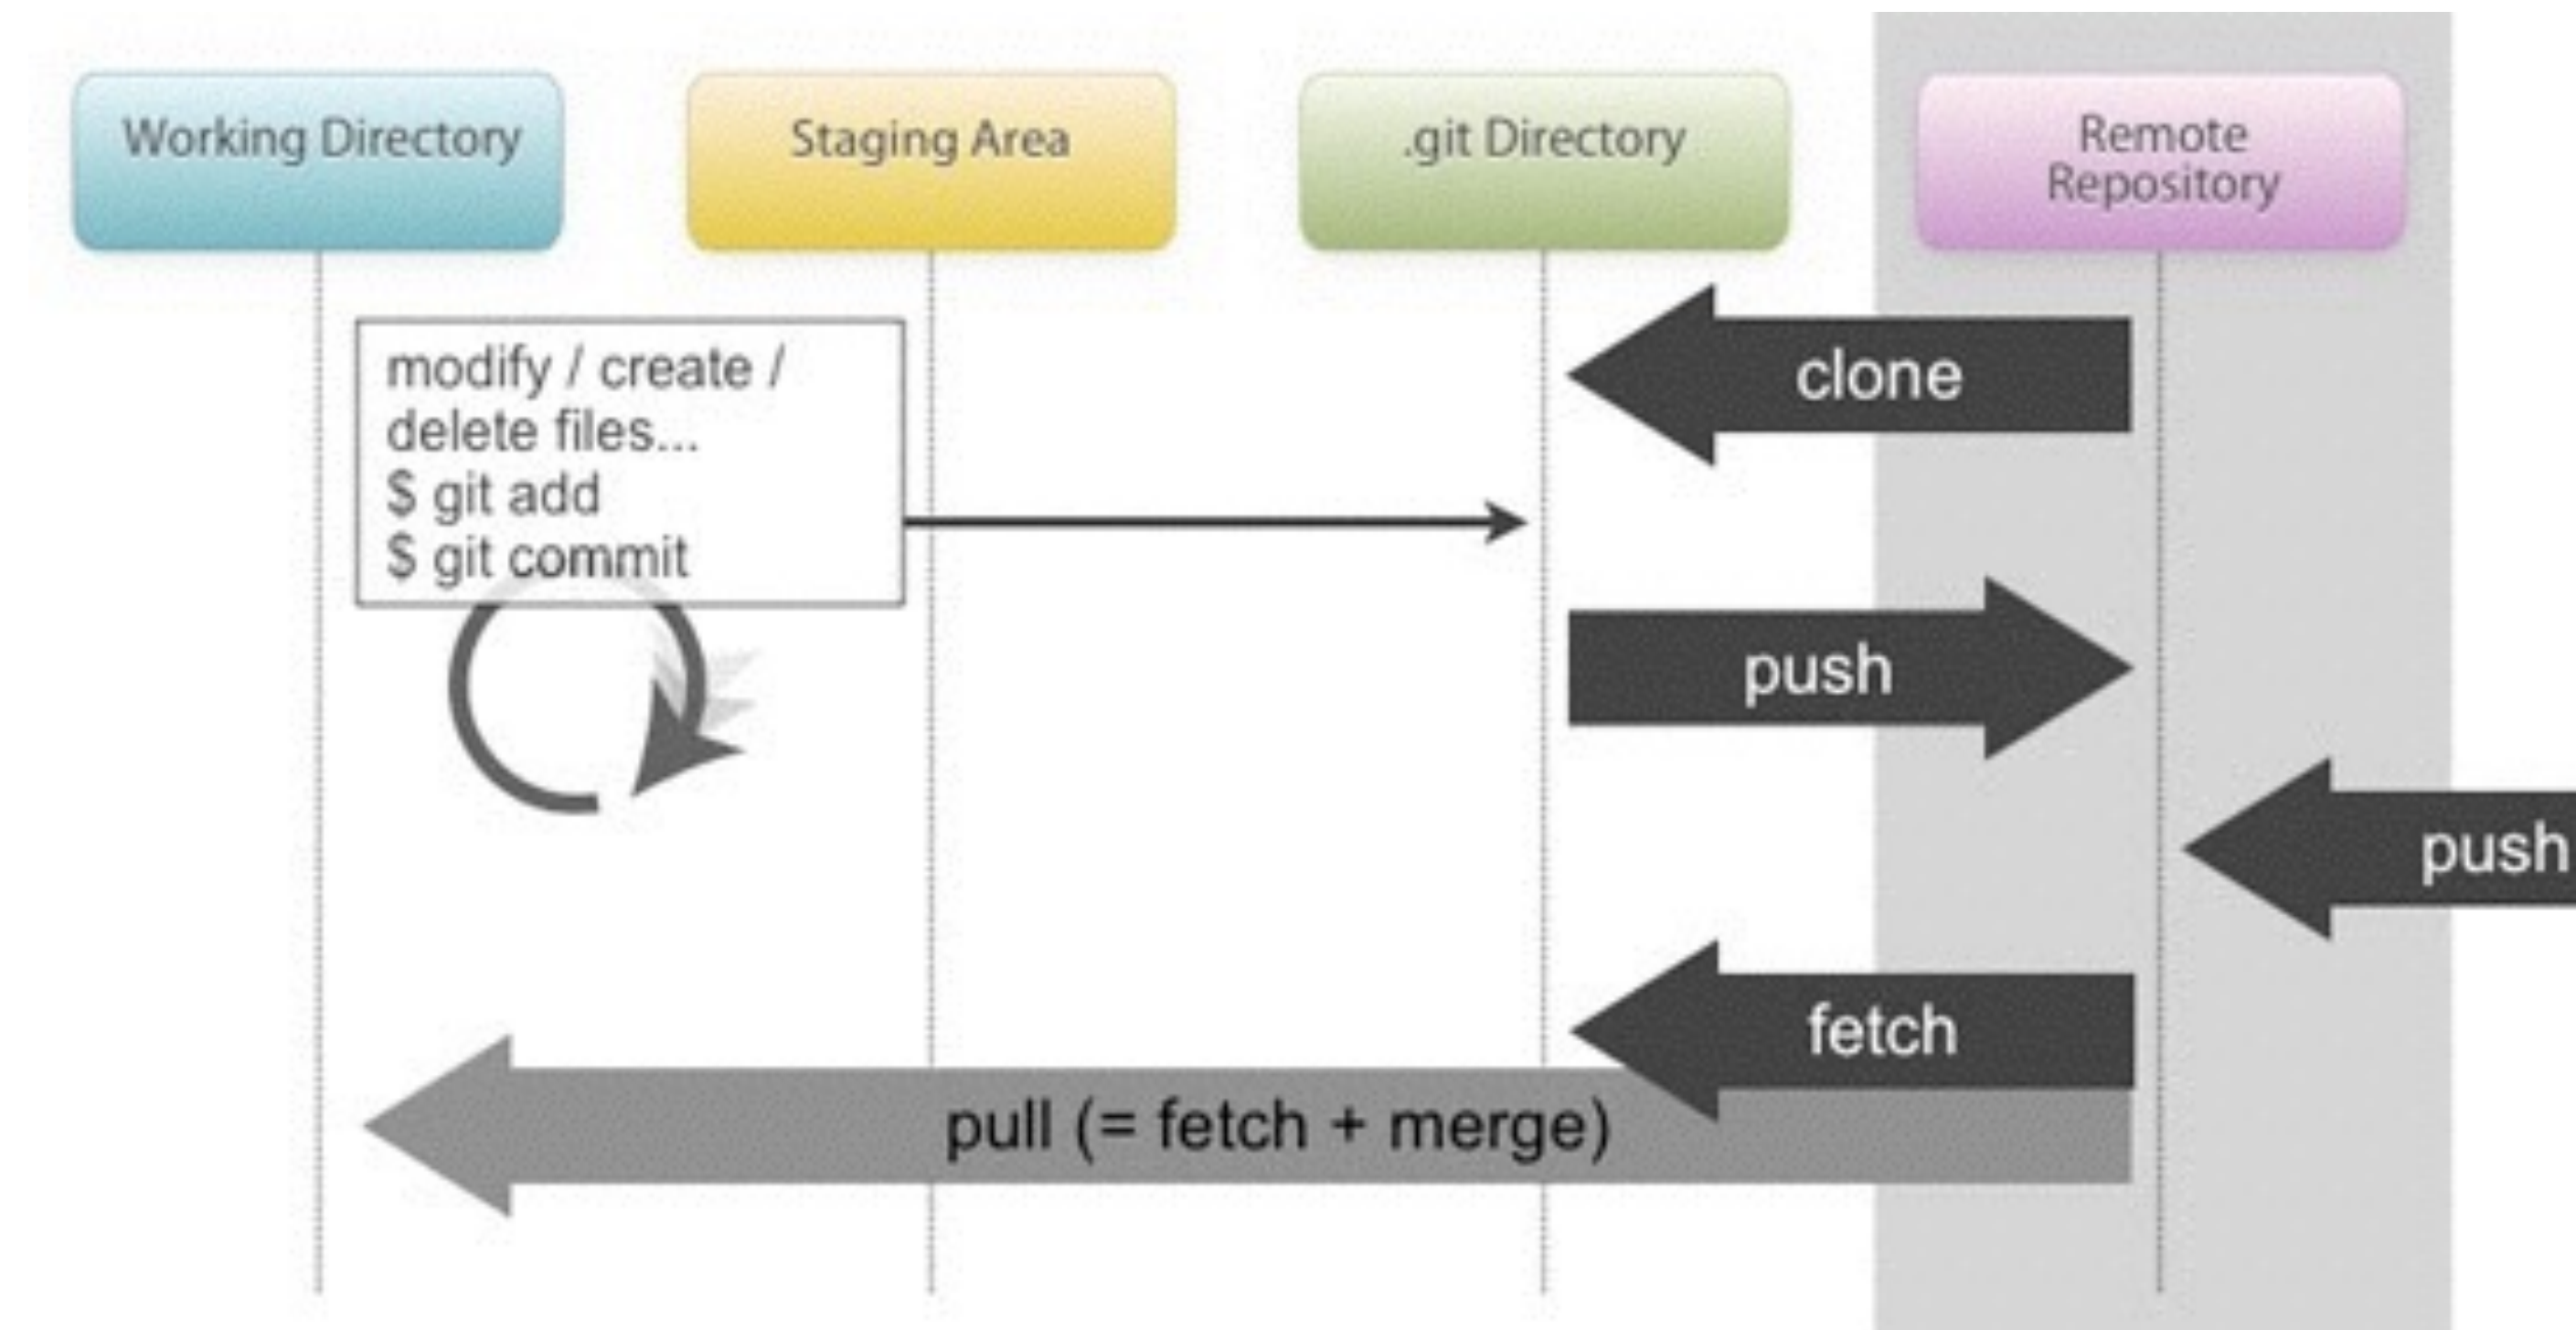 Working Directory
Staging Area
.git Directory
Remote
Repository
modify / create /
delete files...
$ git add
$ git commit
clone
push
push
fetch
pull (= fetch + merge)